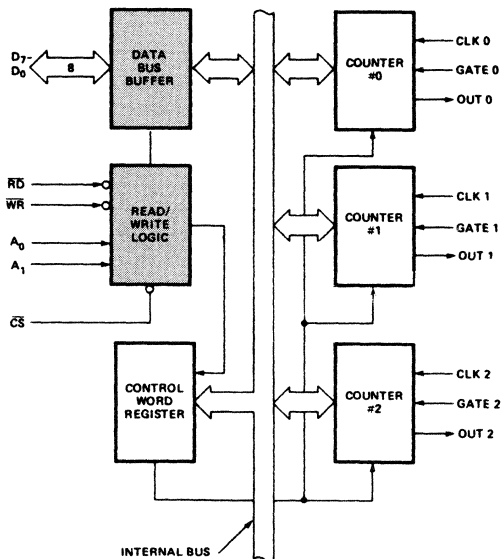 D7-
D0
8
DATA
BUS
BUFFER
RD
WR
A0
A1
CS
READ/
WRITE
LOGIC
CONTROL
WORD
REGISTER
INTERNAL BUS
COUNTER
#0
CLK 0
GATE 0
OUT 0
COUNTER
#1
CLK 1
GATE 1
OUT 1
COUNTER
#2
CLK 2
GATE 2
OUT 2